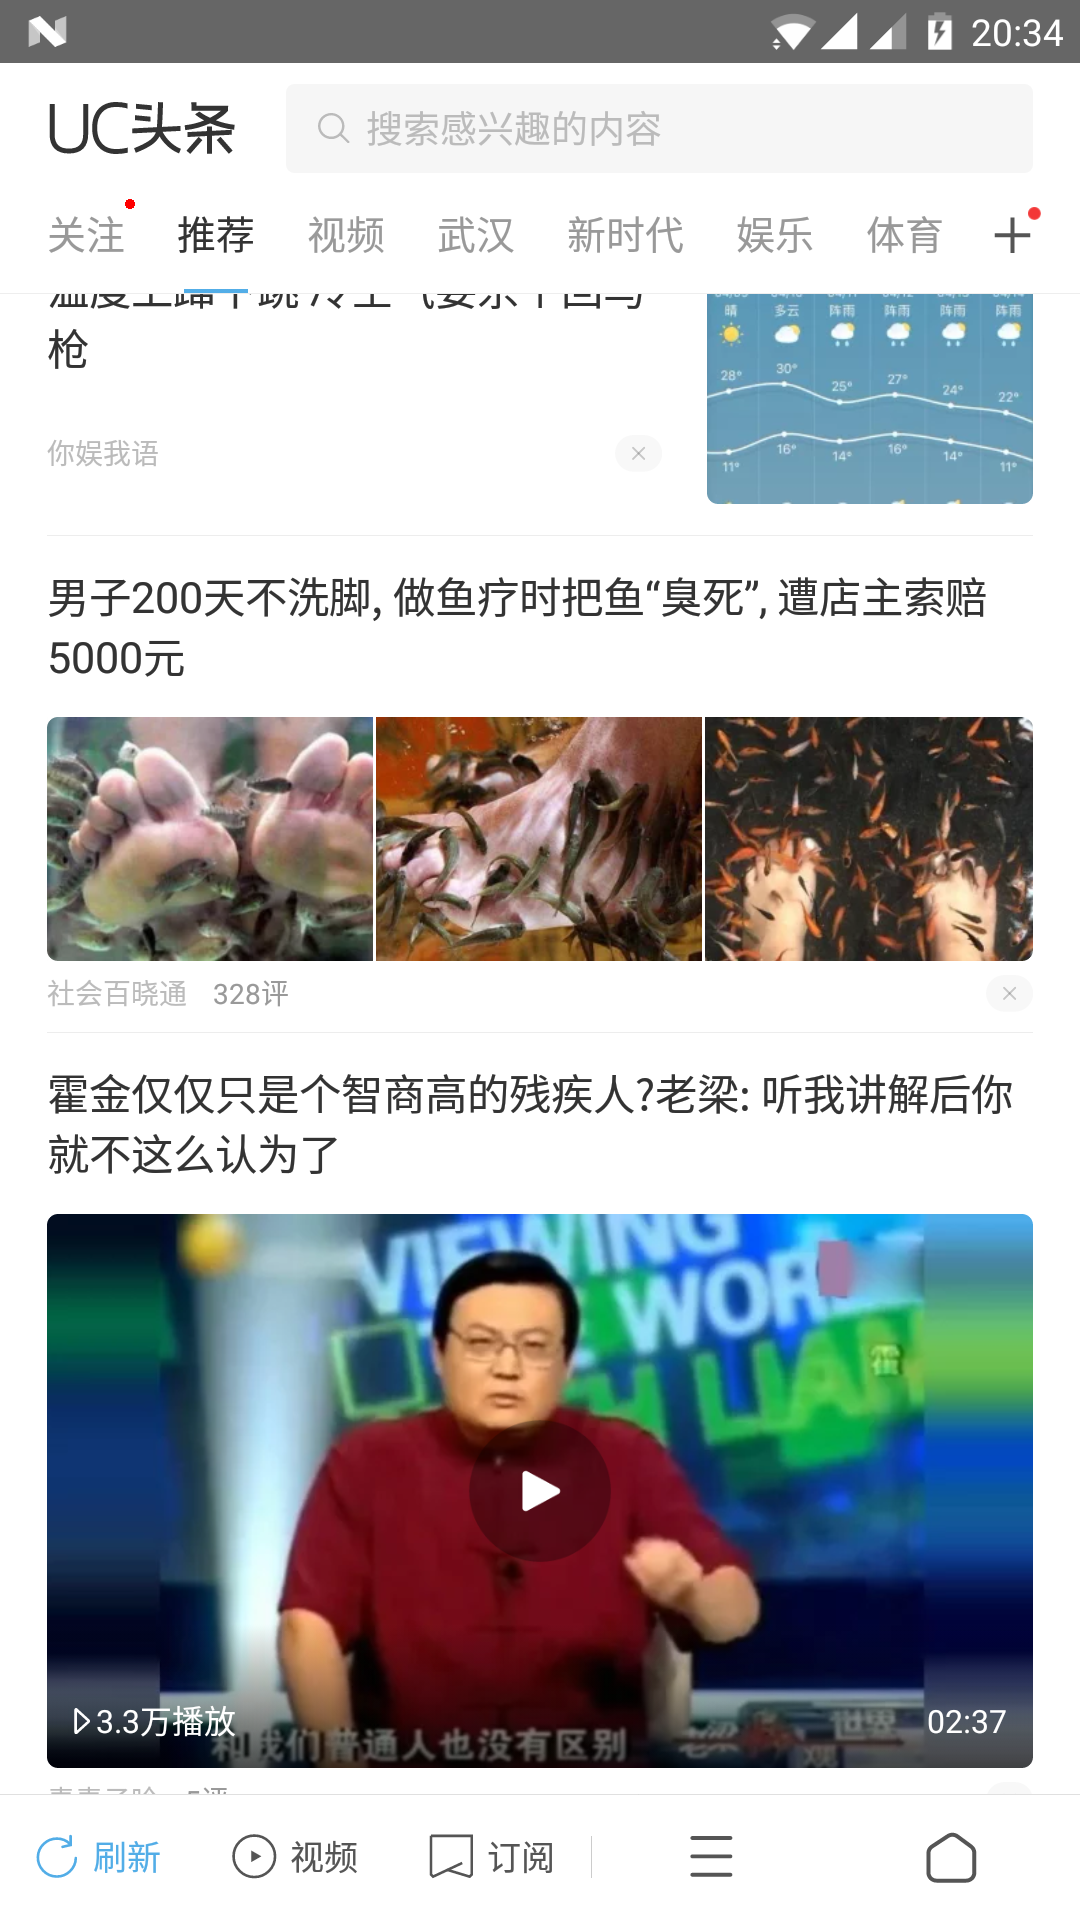 20:34
UC头条
搜索感兴趣的内容
关注 推荐 视频 武汉 新时代 娱乐 体育
枪
晴 多云 阵雨 阵雨 阵雨 阵雨
28° 30° 25° 27° 24° 22°
11° 16° 14° 16° 14° 11°
你娱我语
男子200天不洗脚, 做鱼疗时把鱼“臭死”, 遭店主索赔
5000元
社会百晓通 328评
霍金仅仅只是个智商高的残疾人?老梁: 听我讲解后你
就不这么认为了
VIEWING
WOR
LIAN
3.3万播放
和我们普通人也没有区别
世界
观
02:37
刷新 视频 订阅